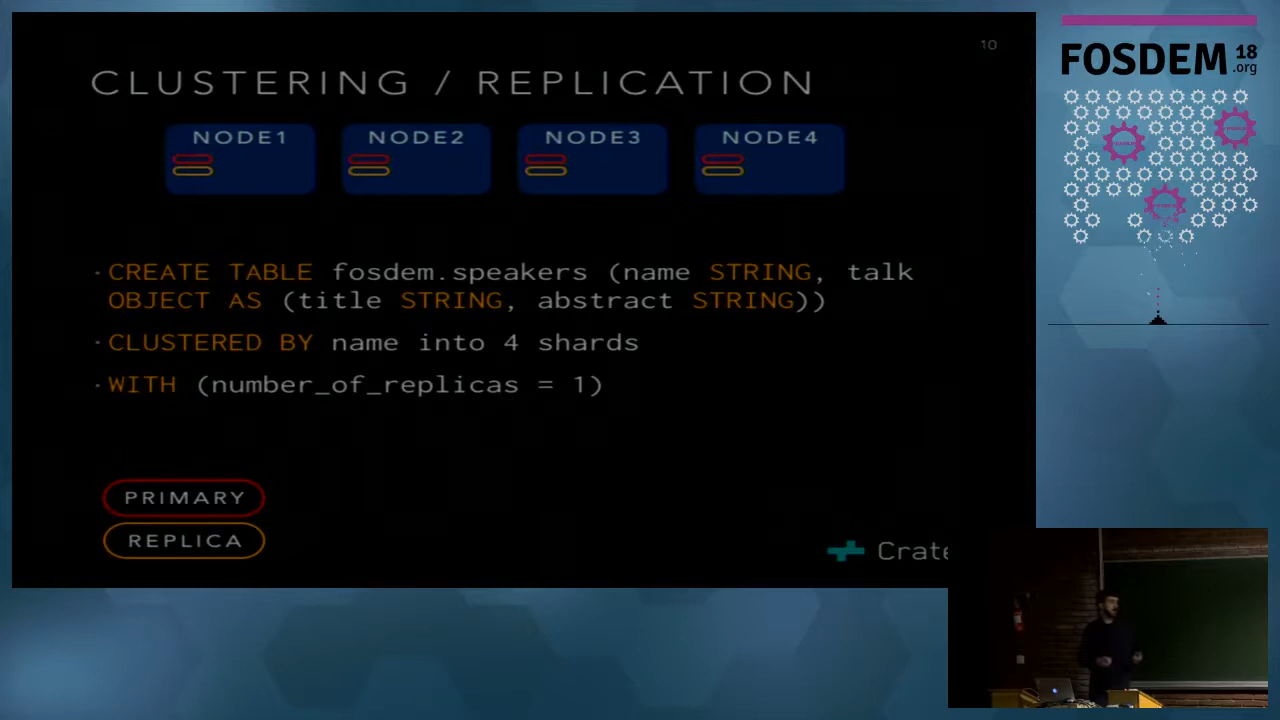 10
CLUSTERING / REPLICATION
NODE1 NODE2 NODE3 NODE4
· CREATE TABLE fosdem.speakers (name STRING, talk
OBJECT AS (title STRING, abstract STRING))
· CLUSTERED BY name into 4 shards
· WITH (number_of_replicas = 1)
PRIMARY
REPLICA
Crate
FOSDEM 18
.org